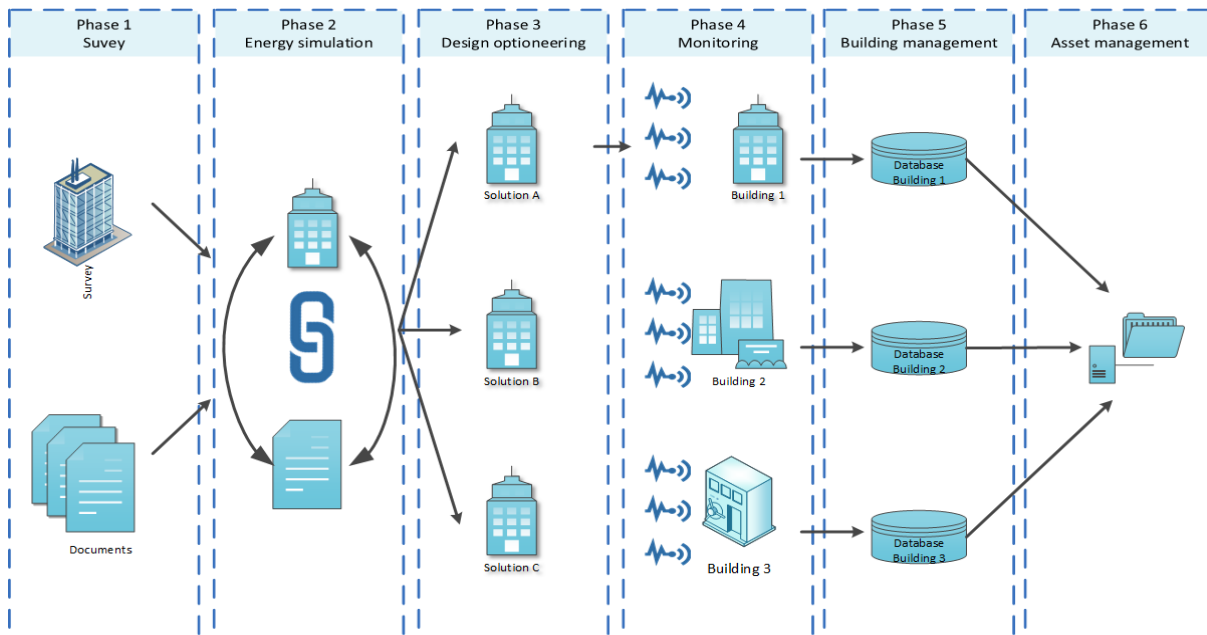 Phase 1
Suvey
Phase 2
Energy simulation
Phase 3
Design optioneering
Phase 4
Monitoring
Phase 5
Building management
Phase 6
Asset management
Survey
Documents
Solution A
Solution B
Solution C
Building 1
Building 2
Building 3
Database
Building 1
Database
Building 2
Database
Building 3